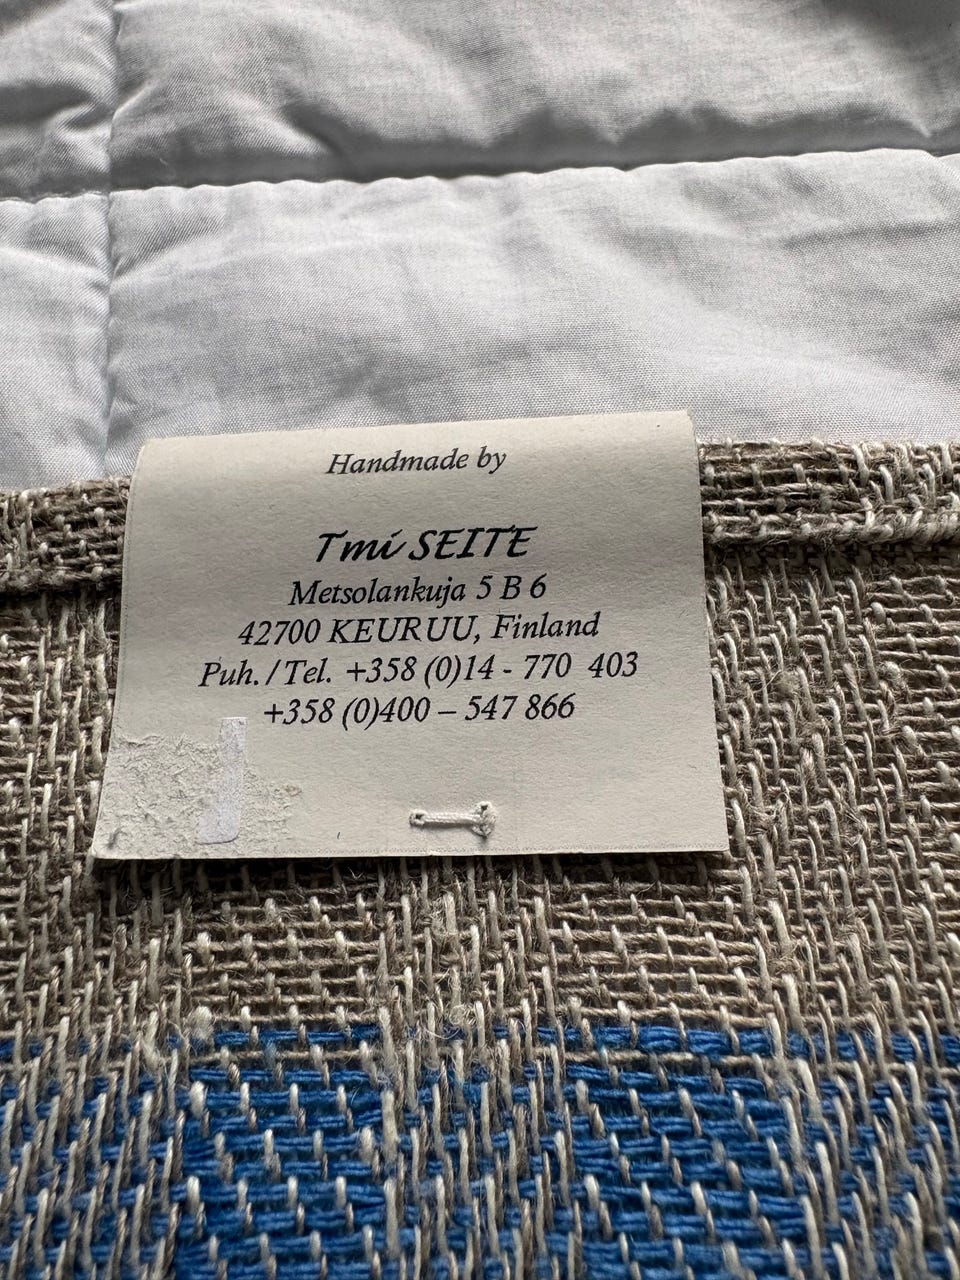 Handmade by
Tmi SEITE
Metsolankuja 5 B 6
42700 KEURUU, Finland
Puh./Tel. +358 (0)14 - 770 403
+358 (0)400 – 547 866